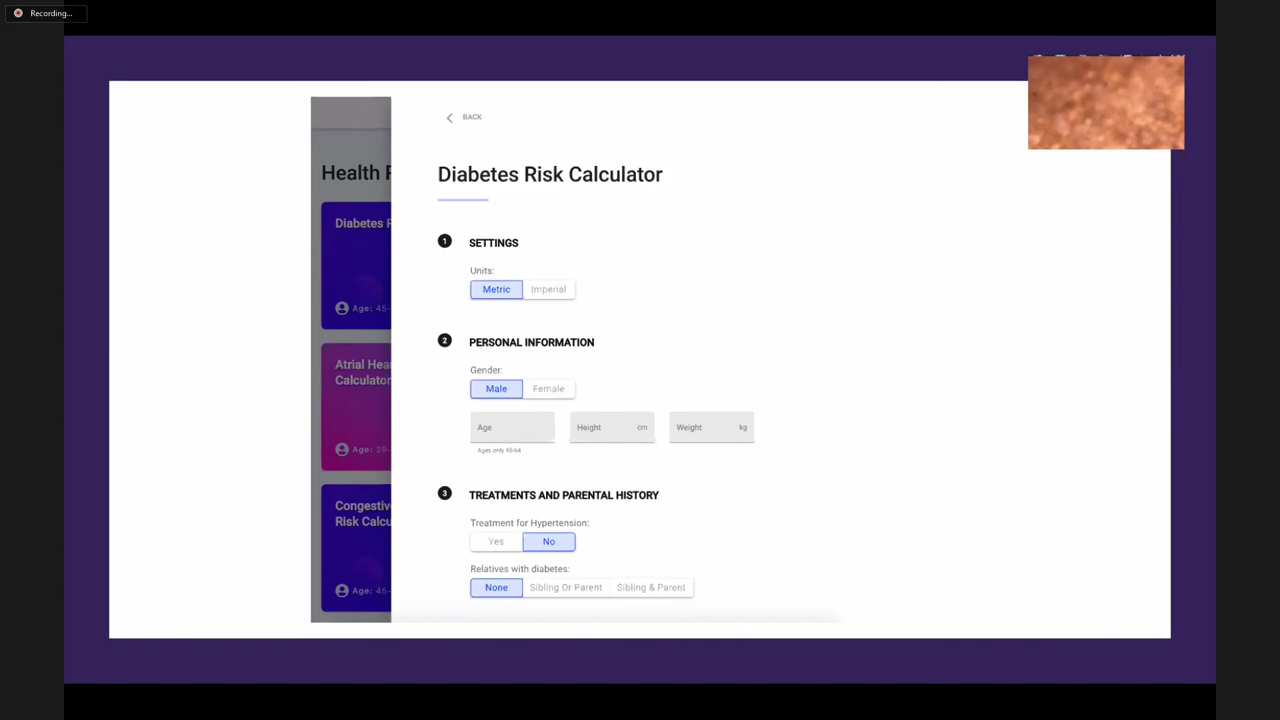 Recording...
BACK
Health R
Diabetes Risk Calculator
Diabetes F
1 SETTINGS
Units:
Metric Imperial
Age: 45-
2 PERSONAL INFORMATION
Atrial Hea
Calculator
Gender:
Male Female
Age Height cm Weight kg
Age: 39-
Ages only 45-64
3 TREATMENTS AND PARENTAL HISTORY
Congestiv
Risk Calcu
Treatment for Hypertension:
Yes No
Relatives with diabetes:
None Sibling Or Parent Sibling & Parent
Age: 45-